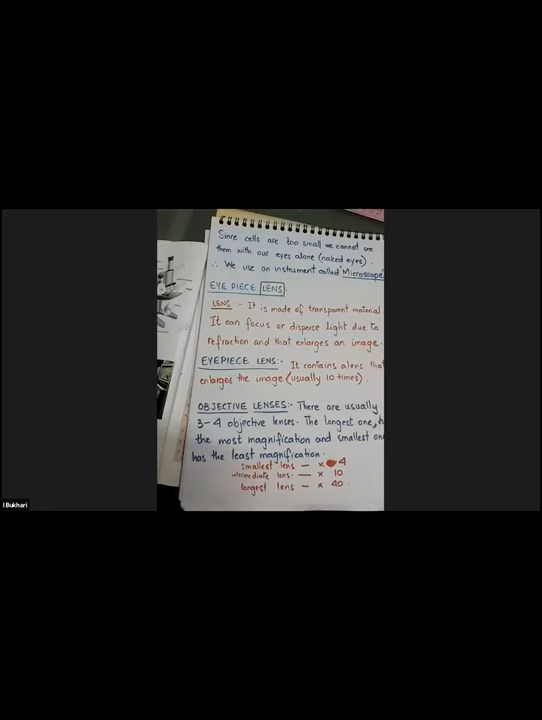 Since cells are too small we cannot see
them with our eyes alone (naked eyes).
∴ We use an instrument called Microscope
EYE PIECE LENS.
LENS :- It is made of transparent material.
It can focus or disperse light due to
refraction and that enlarges an image.
EYEPIECE LENS:- It contains a lens that
enlarges the image (usually 10 times).
OBJECTIVE LENSES:- There are usually
3-4 objective lenses. The longest one
the most magnification and smallest one
has the least magnification.
smallest lens — × 4
intermediate lens — × 10
longest lens — × 40
I Bukhari